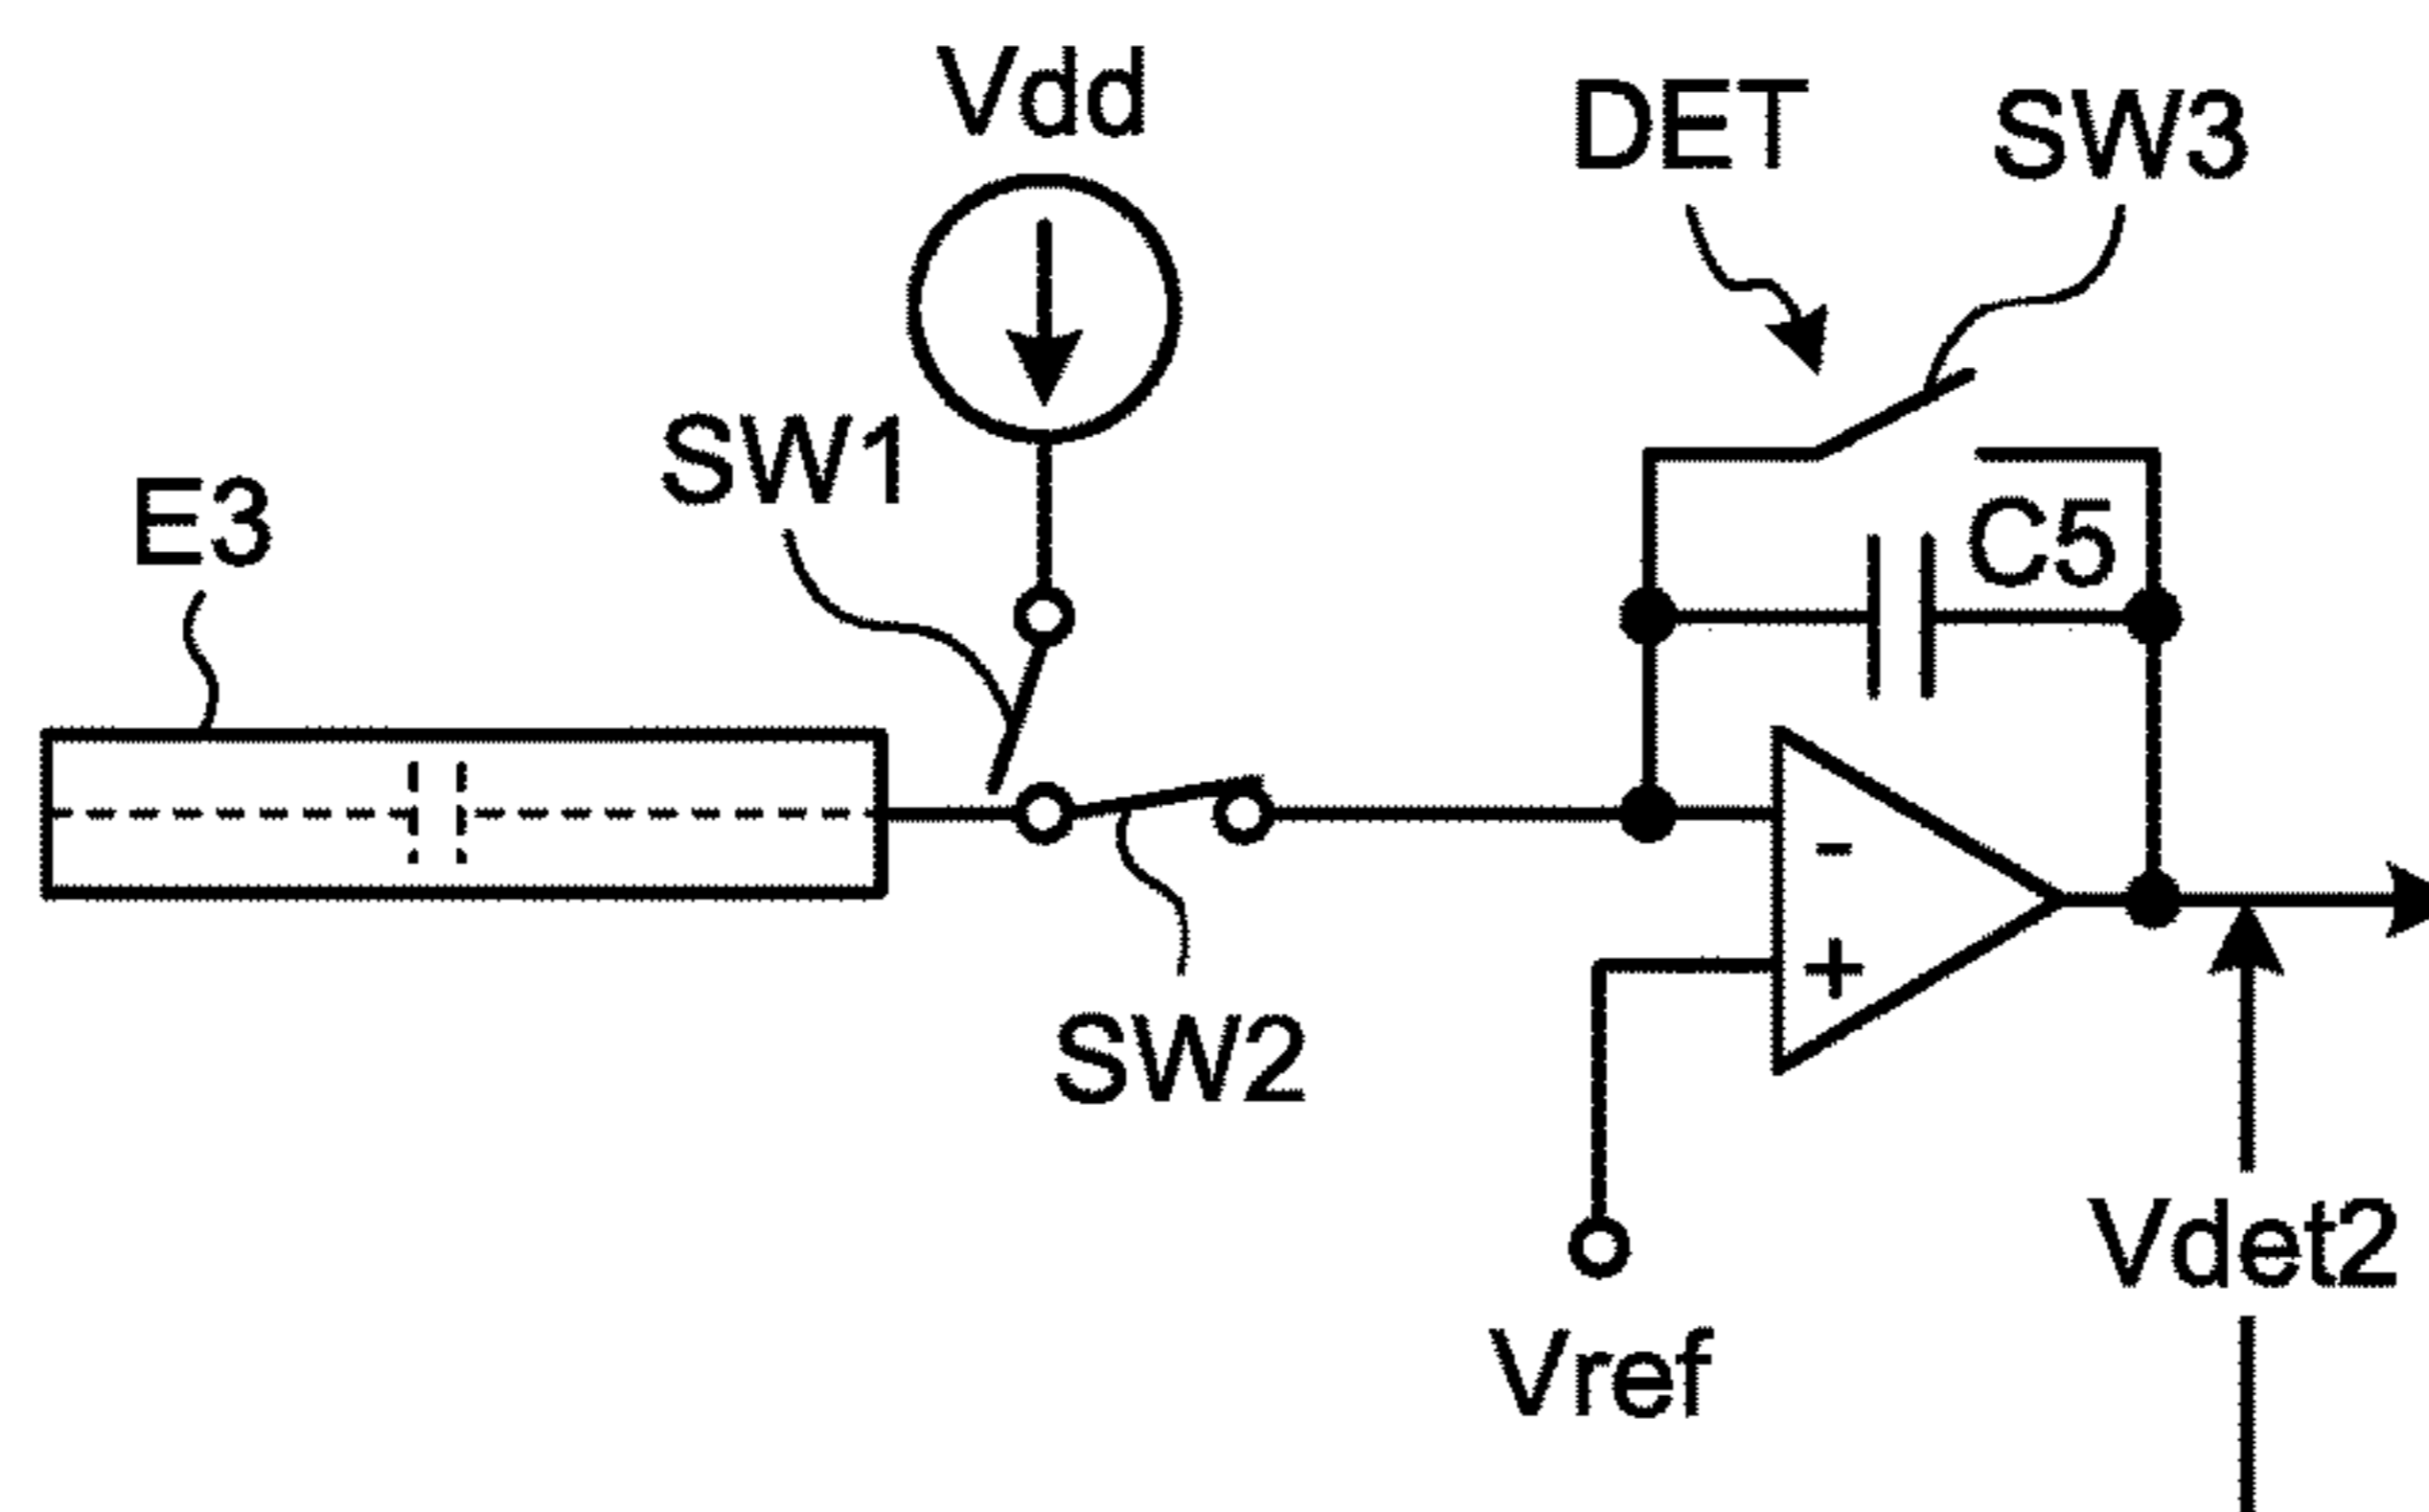 Vdd
DET
SW3
SW1
E3
C5
-
+
SW2
Vdet2
Vref